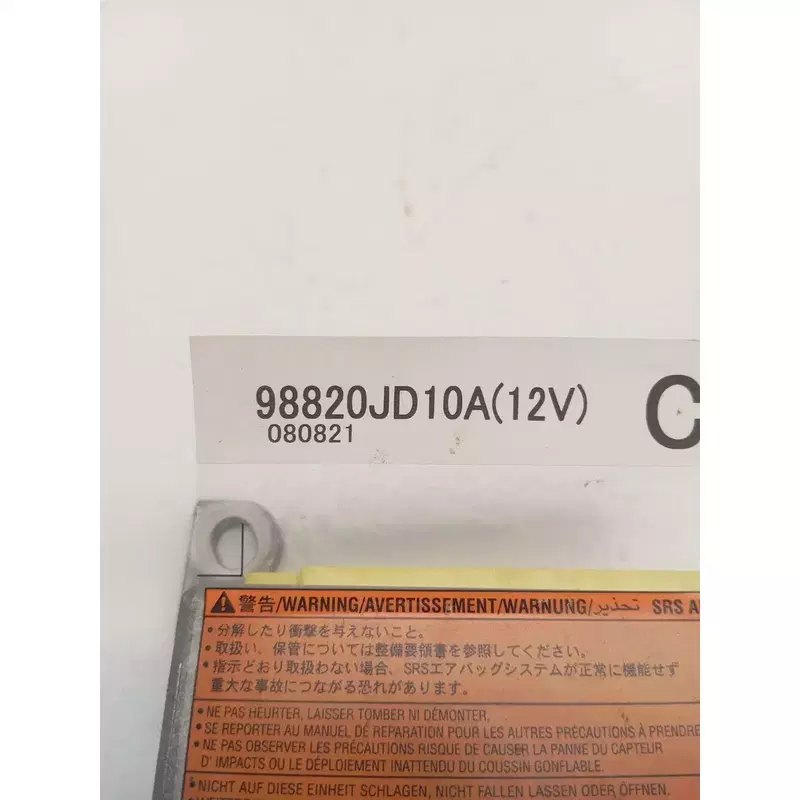 98820JD10A(12V)
C
080821
警告/WARNING/AVERTISSEMENT/WARNUNG/تحذير SRS
・分解したり衝撃を与えないこと。
・取扱い、保管については整備要領書を参照してください。
・指示どおり取扱わない場合、SRSエアバッグシステムが正常に機能せず
重大な事故につながる恐れがあります。
• NE PAS HEURTER, LAISSER TOMBER NI DÉMONTER.
• SE REPORTER AU MANUEL DE RÉPARATION POUR LES AUTRES PRÉCAUTIONS À PRENDRE
• NE PAS OBSERVER LES PRÉCAUTIONS RISQUE DE CAUSER LA PANNE DU CAPTEUR
D' IMPACTS OU LE DÉPLOIEMENT INATTENDU DU COUSSIN GONFLABLE.
• NICHT AUF DIESE EINHEIT SCHLAGEN, NICHT FALLEN LASSEN ODER ÖFFNEN.